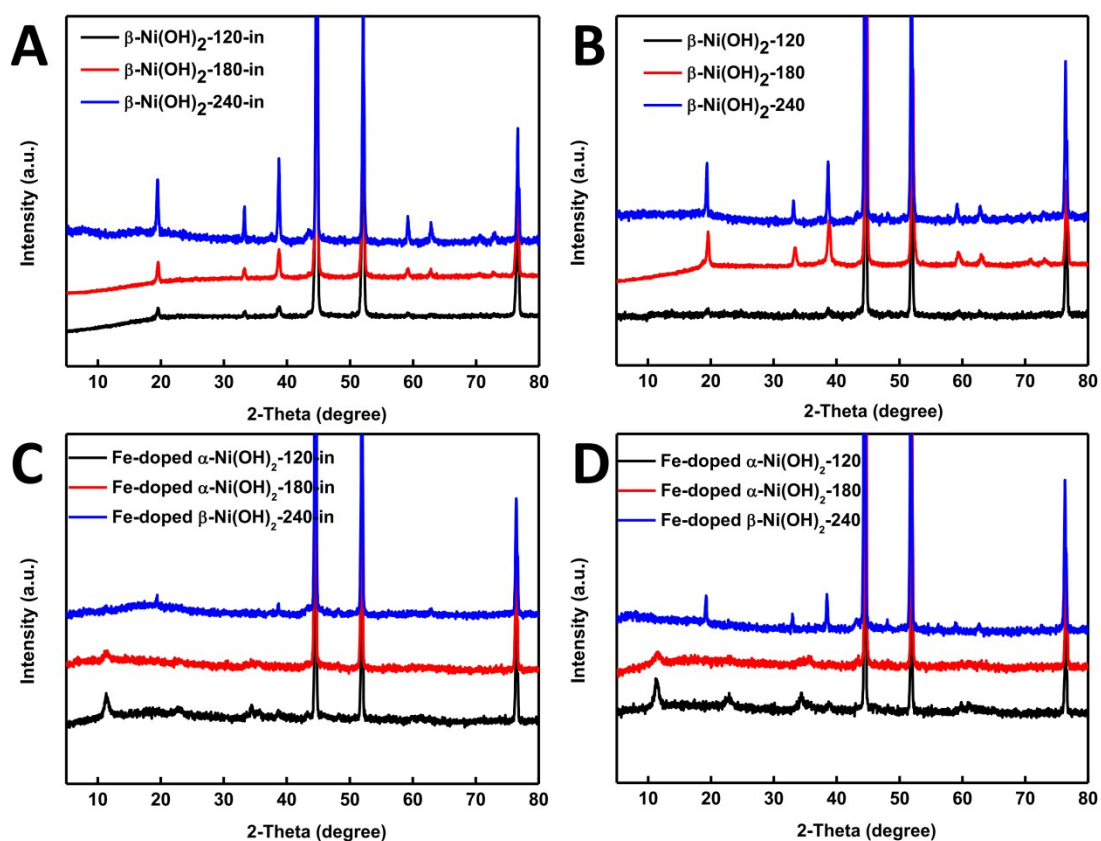 A
β-Ni(OH)2-120-in
β-Ni(OH)2-180-in
β-Ni(OH)2-240-in
Intensity (a.u.)
10 20 30 40 50 60 70 80
2-Theta (degree)
B
β-Ni(OH)2-120
β-Ni(OH)2-180
β-Ni(OH)2-240
Intensity (a.u.)
10 20 30 40 50 60 70 80
2-Theta (degree)
C
Fe-doped α-Ni(OH)2-120-in
Fe-doped α-Ni(OH)2-180-in
Fe-doped β-Ni(OH)2-240-in
Intensity (a.u.)
10 20 30 40 50 60 70 80
2-Theta (degree)
D
Fe-doped α-Ni(OH)2-120
Fe-doped α-Ni(OH)2-180
Fe-doped β-Ni(OH)2-240
Intensity (a.u.)
10 20 30 40 50 60 70 80
2-Theta (degree)